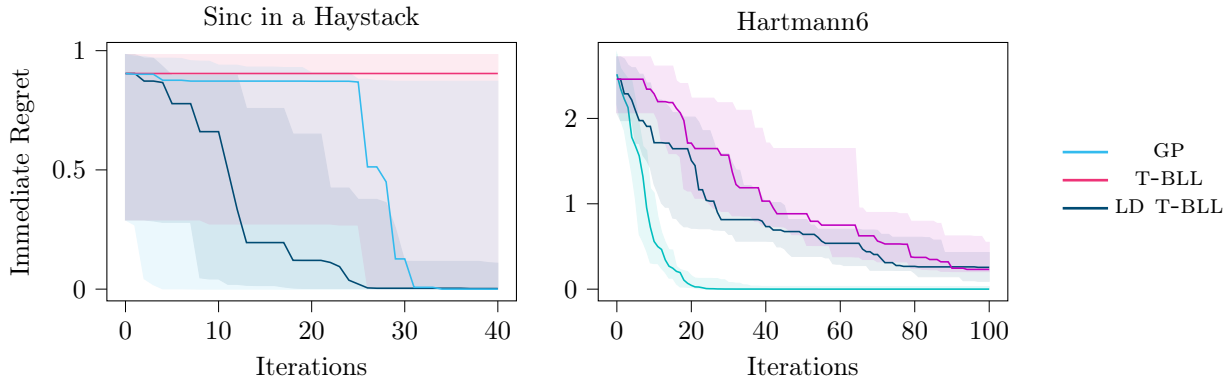 Sinc in a Haystack
Hartmann6
Immediate Regret
1
0.5
0
0 10 20 30 40
Iterations
2
1
0
0 20 40 60 80 100
Iterations
GP
T-BLL
LD T-BLL